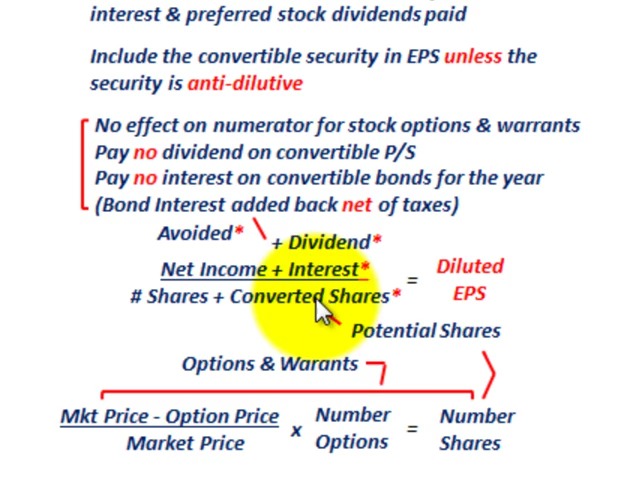 interest & preferred stock dividends paid
Include the convertible security in EPS unless the
security is anti-dilutive
No effect on numerator for stock options & warrants
Pay no dividend on convertible P/S
Pay no interest on convertible bonds for the year
(Bond Interest added back net of taxes)
Avoided*
+ Dividend*
Net Income + Interest*
# Shares + Converted Shares*
=
Diluted
EPS
Potential Shares
Options & Warants
Mkt Price - Option Price
Market Price
x
Number
Options
=
Number
Shares